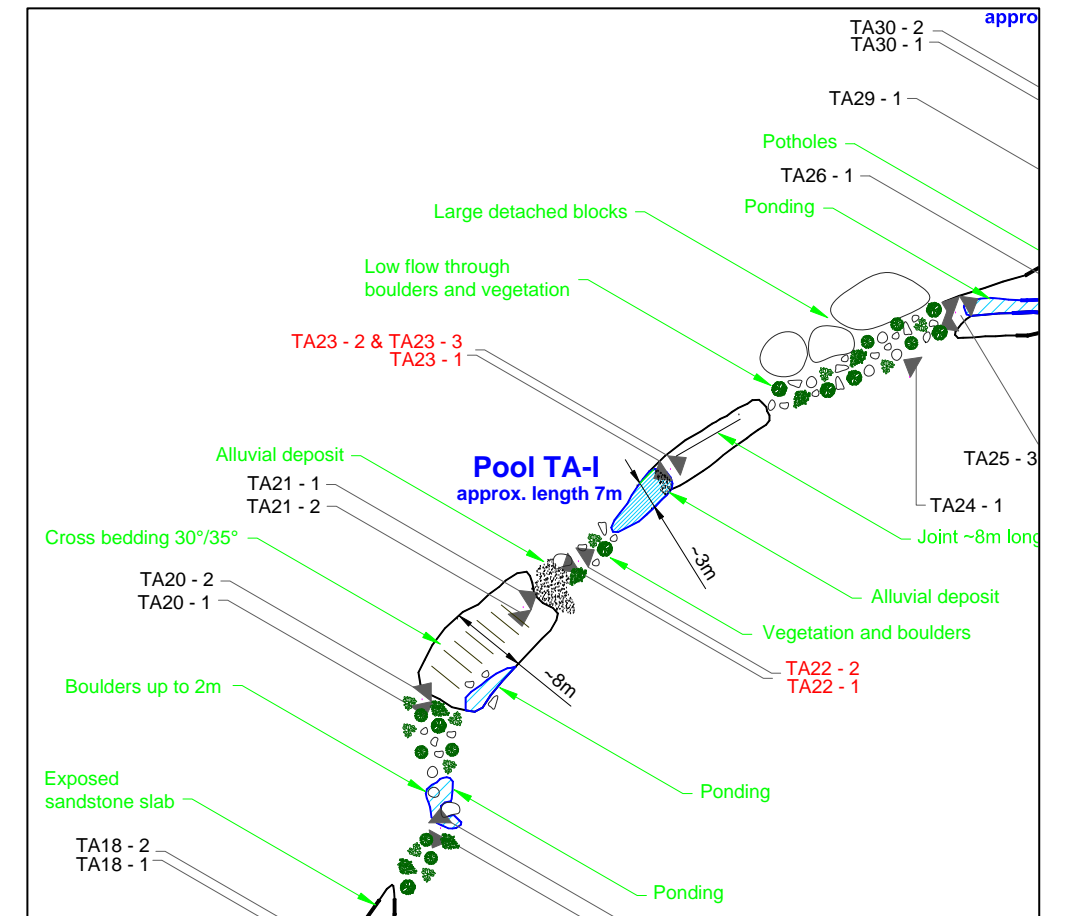 appro
TA30 - 2
TA30 - 1
TA29 - 1
Potholes
TA26 - 1
Large detached blocks
Ponding
Low flow through
boulders and vegetation
TA23 - 2 & TA23 - 3
TA23 - 1
Alluvial deposit
Pool TA-I
approx. length 7m
TA25 - 3
TA21 - 1
TA21 - 2
TA24 - 1
Cross bedding 30°/35°
Joint ~8m long
~3m
TA20 - 2
TA20 - 1
Alluvial deposit
Vegetation and boulders
TA22 - 2
TA22 - 1
Boulders up to 2m
~8m
Exposed
sandstone slab
Ponding
TA18 - 2
TA18 - 1
Ponding